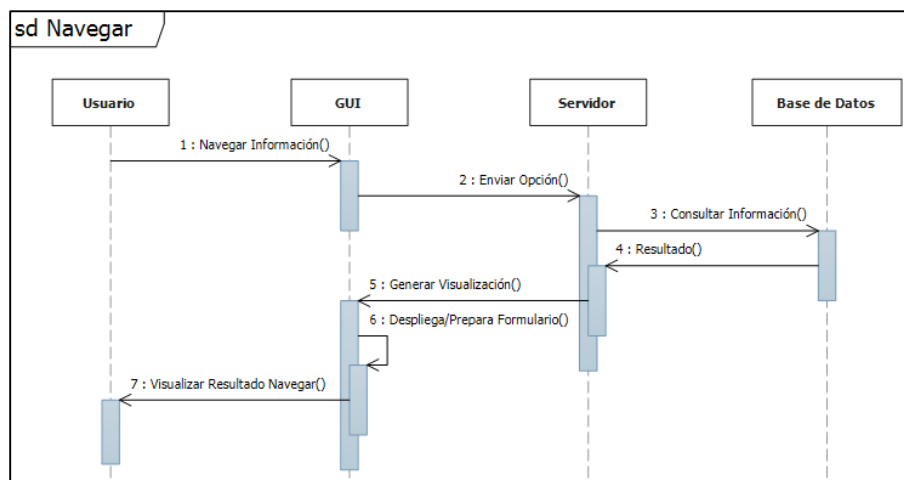 sd Navegar
Usuario
GUI
Servidor
Base de Datos
1 : Navegar Información()
2 : Enviar Opción()
3 : Consultar Información()
4 : Resultado()
5 : Generar Visualización()
6 : Despliega/Prepara Formulario()
7 : Visualizar Resultado Navegar()